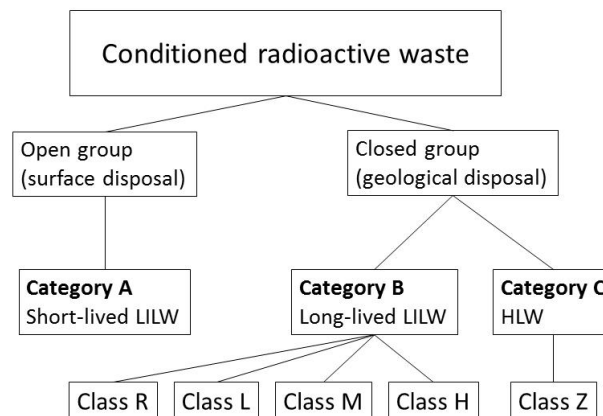 Conditioned radioactive waste
Open group
(surface disposal)
Closed group
(geological disposal)
Category A
Short-lived LILW
Category B
Long-lived LILW
Category C
HLW
Class R
Class L
Class M
Class H
Class Z